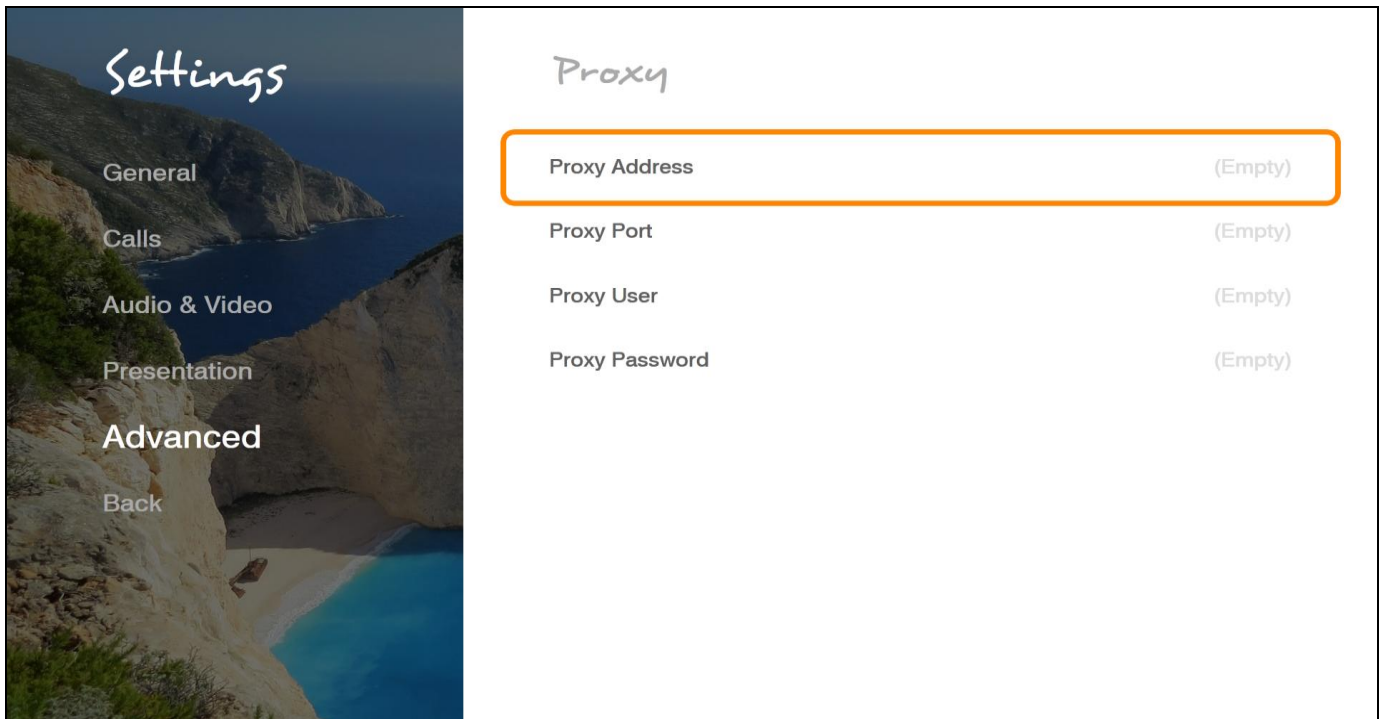 Settings
General
Calls
Audio & Video
Presentation
Advanced
Back
Proxy
Proxy Address (Empty)
Proxy Port (Empty)
Proxy User (Empty)
Proxy Password (Empty)